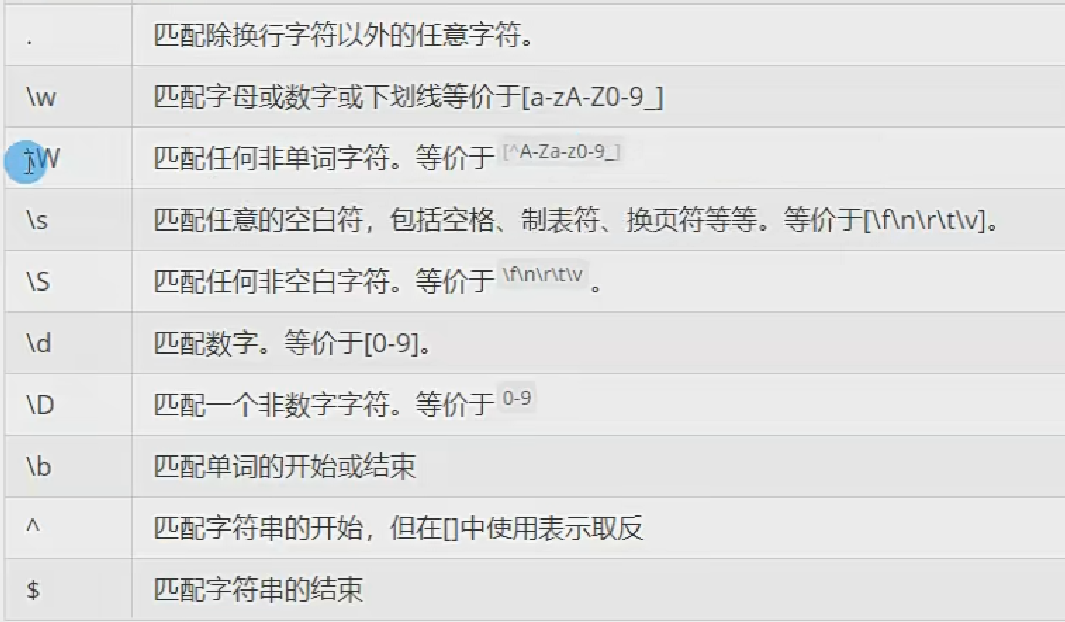 . 匹配除换行字符以外的任意字符。
\w 匹配字母或数字或下划线等价于[a-zA-Z0-9_]
\W 匹配任何非单词字符。等价于 [^A-Za-z0-9_]
\s 匹配任意的空白符，包括空格、制表符、换页符等等。等价于[\f\n\r\t\v]。
\S 匹配任何非空白字符。等价于 \f\n\r\t\v 。
\d 匹配数字。等价于[0-9]。
\D 匹配一个非数字字符。等价于 0-9
\b 匹配单词的开始或结束
^ 匹配字符串的开始，但在[]中使用表示取反
$ 匹配字符串的结束